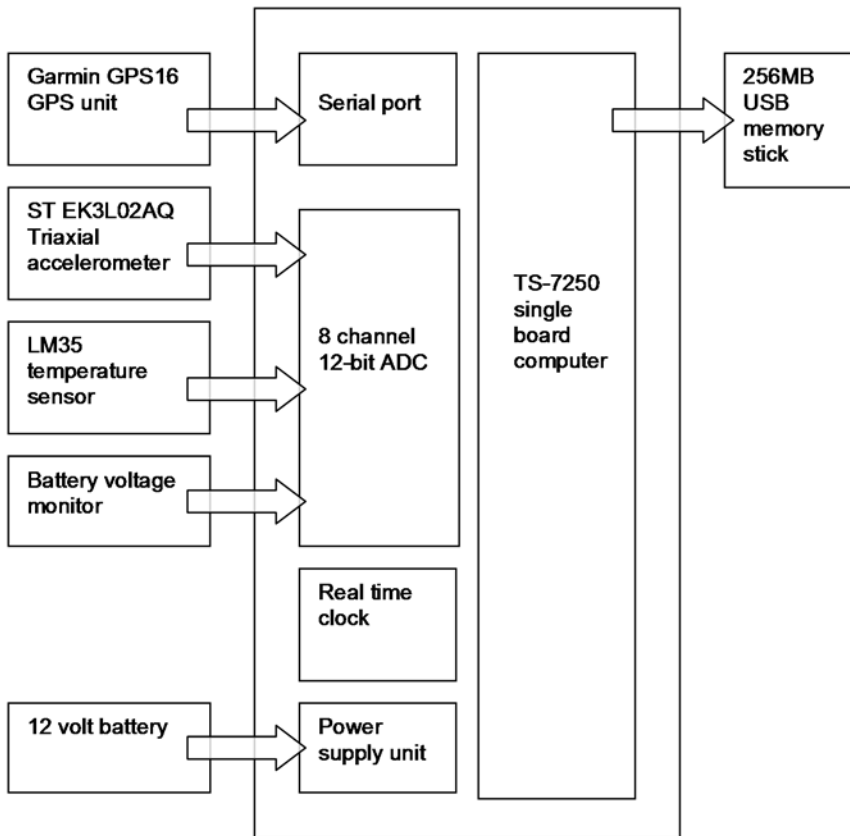 Garmin GPS16
GPS unit
Serial port
256MB
USB
memory
stick
ST EK3L02AQ
Triaxial
accelerometer
8 channel
12-bit ADC
TS-7250
single
board
computer
LM35
temperature
sensor
Battery voltage
monitor
Real time
clock
12 volt battery
Power
supply unit